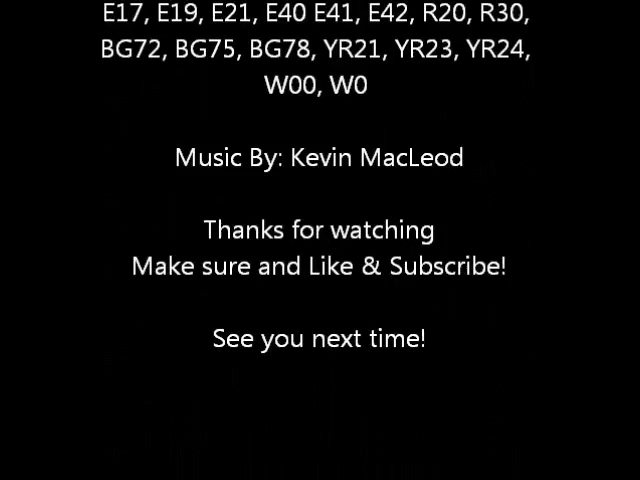 E17, E19, E21, E40 E41, E42, R20, R30,
BG72, BG75, BG78, YR21, YR23, YR24,
W00, W0
Music By: Kevin MacLeod
Thanks for watching
Make sure and Like & Subscribe!
See you next time!